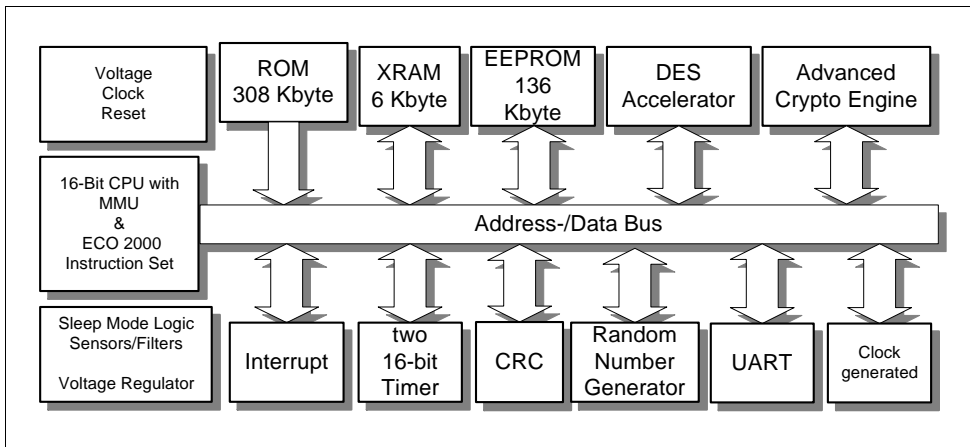 Voltage
Clock
Reset
ROM
308 Kbyte
XRAM
6 Kbyte
EEPROM
136
Kbyte
DES
Accelerator
Advanced
Crypto Engine
16-Bit CPU with
MMU
&
ECO 2000
Instruction Set
Address-/Data Bus
Sleep Mode Logic
Sensors/Filters
Voltage Regulator
Interrupt
two
16-bit
Timer
CRC
Random
Number
Generator
UART
Clock
generated